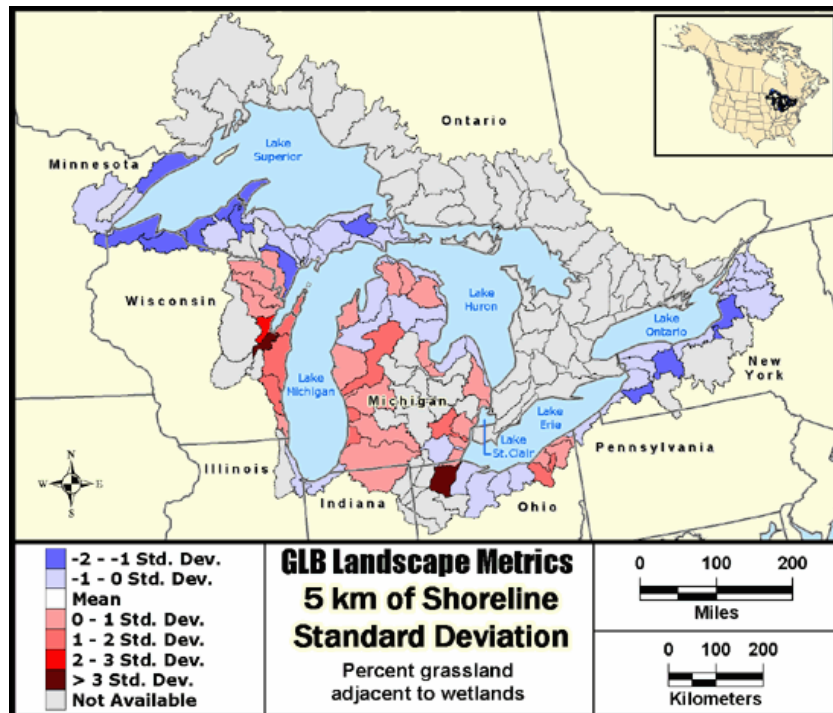 Ontario
Lake
Superior
Minnesota
Wisconsin
Lake
Huron
Lake
Ontario
New
York
Lake
Michigan
Michigan
Lake
Erie
Lake
St. Clair
Pennsylvania
Illinois
Indiana
Ohio
N
W
E
S
-2 - -1 Std. Dev.
-1 - 0 Std. Dev.
Mean
0 - 1 Std. Dev.
1 - 2 Std. Dev.
2 - 3 Std. Dev.
> 3 Std. Dev.
Not Available
GLB Landscape Metrics
5 km of Shoreline
Standard Deviation
Percent grassland
adjacent to wetlands
0 100 200
Miles
0 100 200
Kilometers